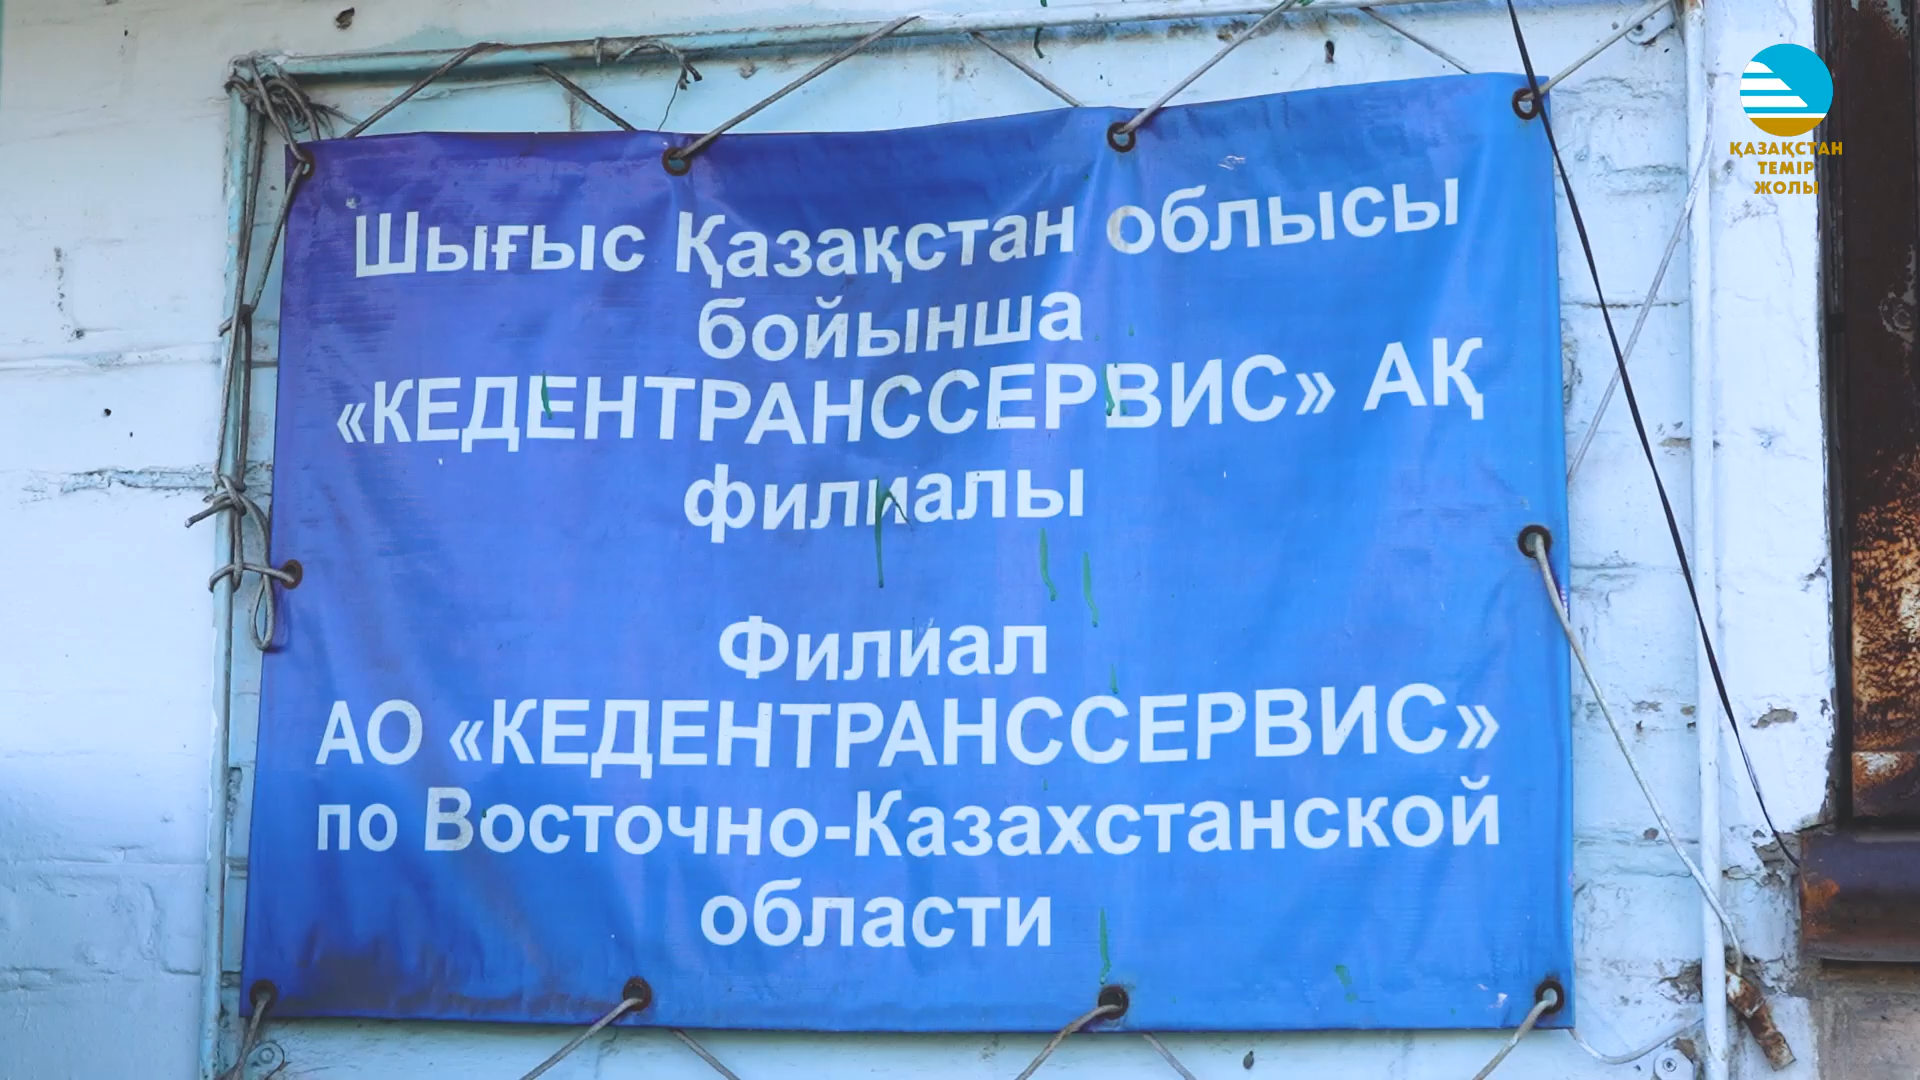 Шығыс Қазақстан облысы
бойынша
«КЕДЕНТРАНССЕРВИС» АҚ
филиалы
Филиал
АО «КЕДЕНТРАНССЕРВИС»
по Восточно-Казахстанской
области
ҚАЗАҚСТАН
ТЕМІР
ЖОЛЫ